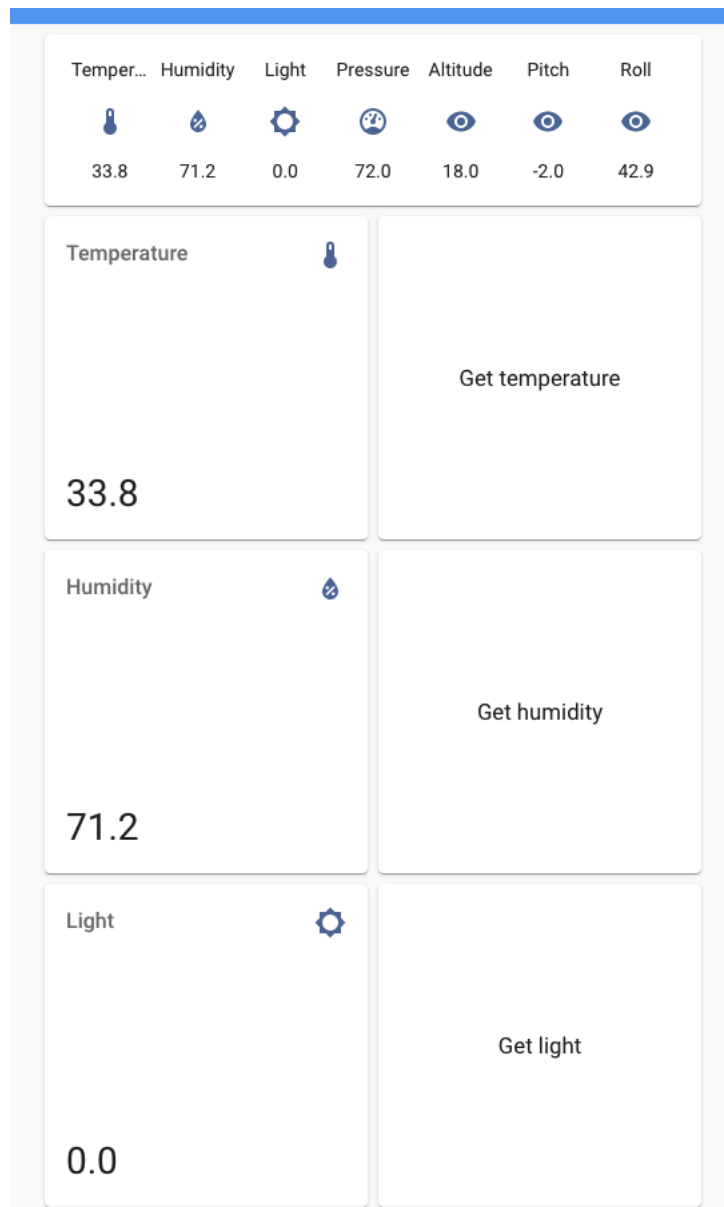 Temper... Humidity Light Pressure Altitude Pitch Roll
33.8 71.2 0.0 72.0 18.0 -2.0 42.9
Temperature
Get temperature
33.8
Humidity
Get humidity
71.2
Light
Get light
0.0